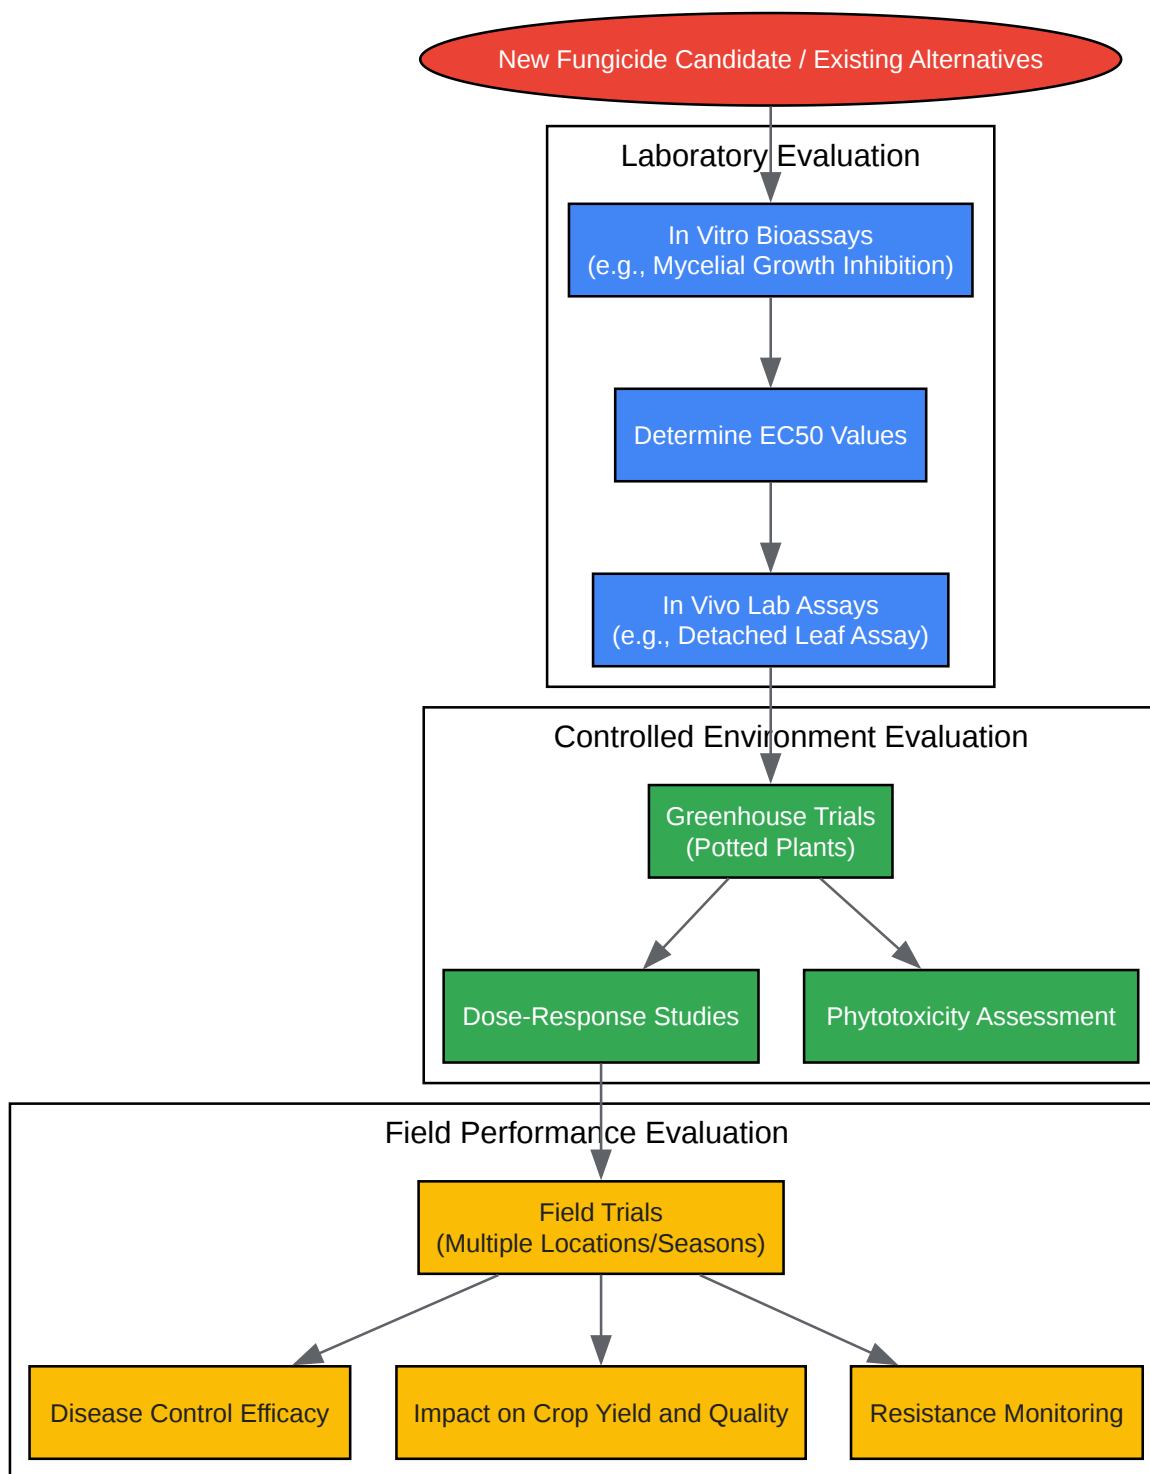 New Fungicide Candidate / Existing Alternatives
Laboratory Evaluation
In Vitro Bioassays
(e.g., Mycelial Growth Inhibition)
Determine EC50 Values
In Vivo Lab Assays
(e.g., Detached Leaf Assay)
Controlled Environment Evaluation
Greenhouse Trials
(Potted Plants)
Dose-Response Studies
Phytotoxicity Assessment
Field Performance Evaluation
Field Trials
(Multiple Locations/Seasons)
Disease Control Efficacy
Impact on Crop Yield and Quality
Resistance Monitoring